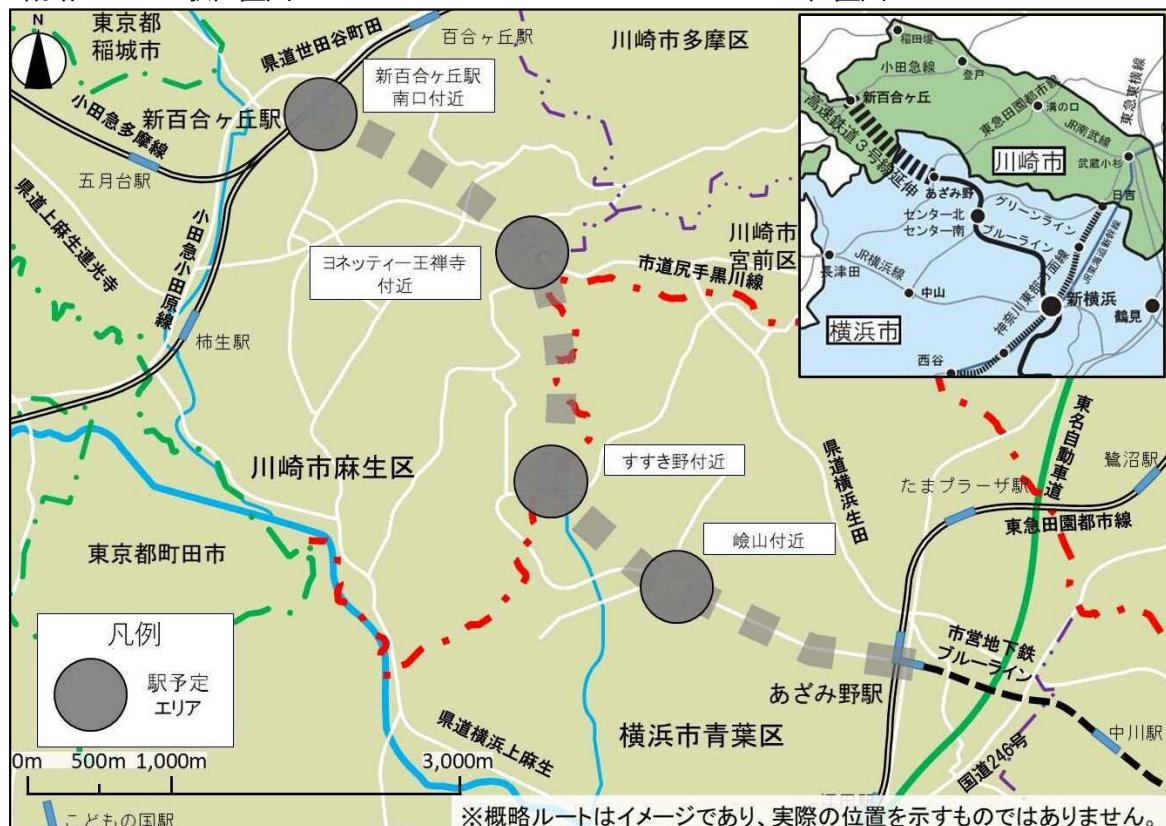 N
東京都
稲城市
県道世田谷町田
百合ヶ丘駅
川崎市多摩区
新百合ヶ丘駅
南口付近
新百合ヶ丘駅
小田急多摩線
五月台駅
県道上麻生連光寺
小田急小田原線
柿生駅
ヨネッティー王禅寺
付近
川崎市
宮前区
市道尻手黒川線
川崎市麻生区
すすき野付近
県道横浜生田
東名自動車道
鷺沼駅
たまプラーザ駅
東急田園都市線
東京都町田市
嶮山付近
凡例
駅予定
エリア
市営地下鉄
ブルーライン
あざみ野駅
横浜市青葉区
中川駅
国道246号
県道横浜上麻生
0m
500m
1,000m
3,000m
江田駅
こどもの国駅
※概略ルートはイメージであり、実際の位置を示すものではありません。
稲田堤
小田急線
登戸
新百合ヶ丘
東急田園都市線
溝の口
JR南武線
東急東横線
高速鉄道3号線延伸
川崎市
武蔵小杉
あざみ野
日吉
グリーンライン
センター北
センター南
ブルーライン
JR東海道新幹線
長津田
JR横浜線
中山
神奈川東部方面線
新横浜
鶴見
横浜市
西谷